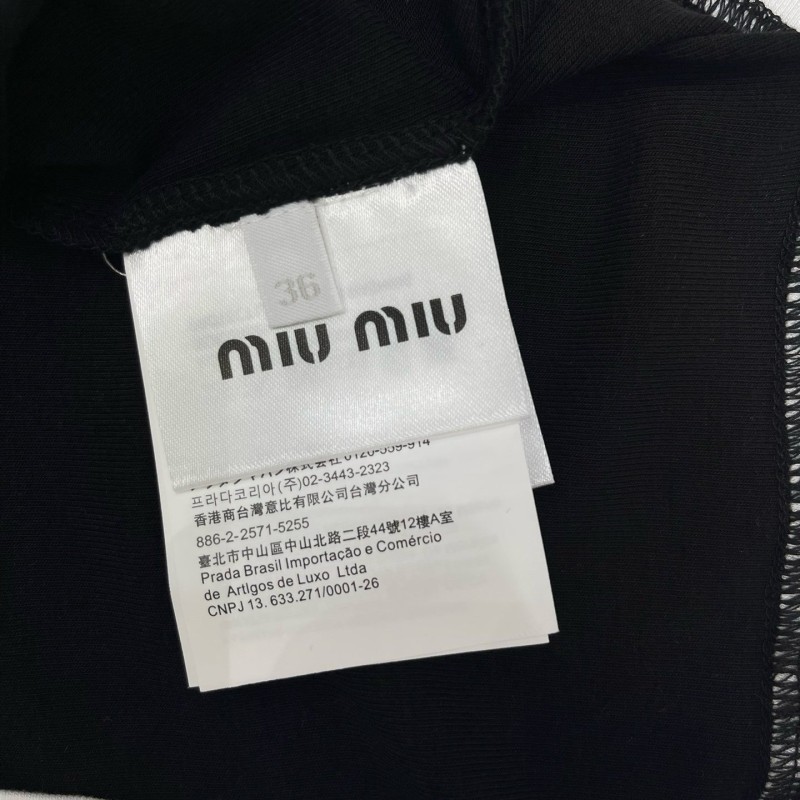 36
miu miu
0120-559-914
프라다코리아(주)02-3443-2323
香港商台灣意比有限公司台灣分公司
886-2-2571-5255
臺北市中山區中山北路二段44號12樓A室
Prada Brasil Importação e Comércio
de Artlgos de Luxo Ltda
CNPJ 13. 633.271/0001-26